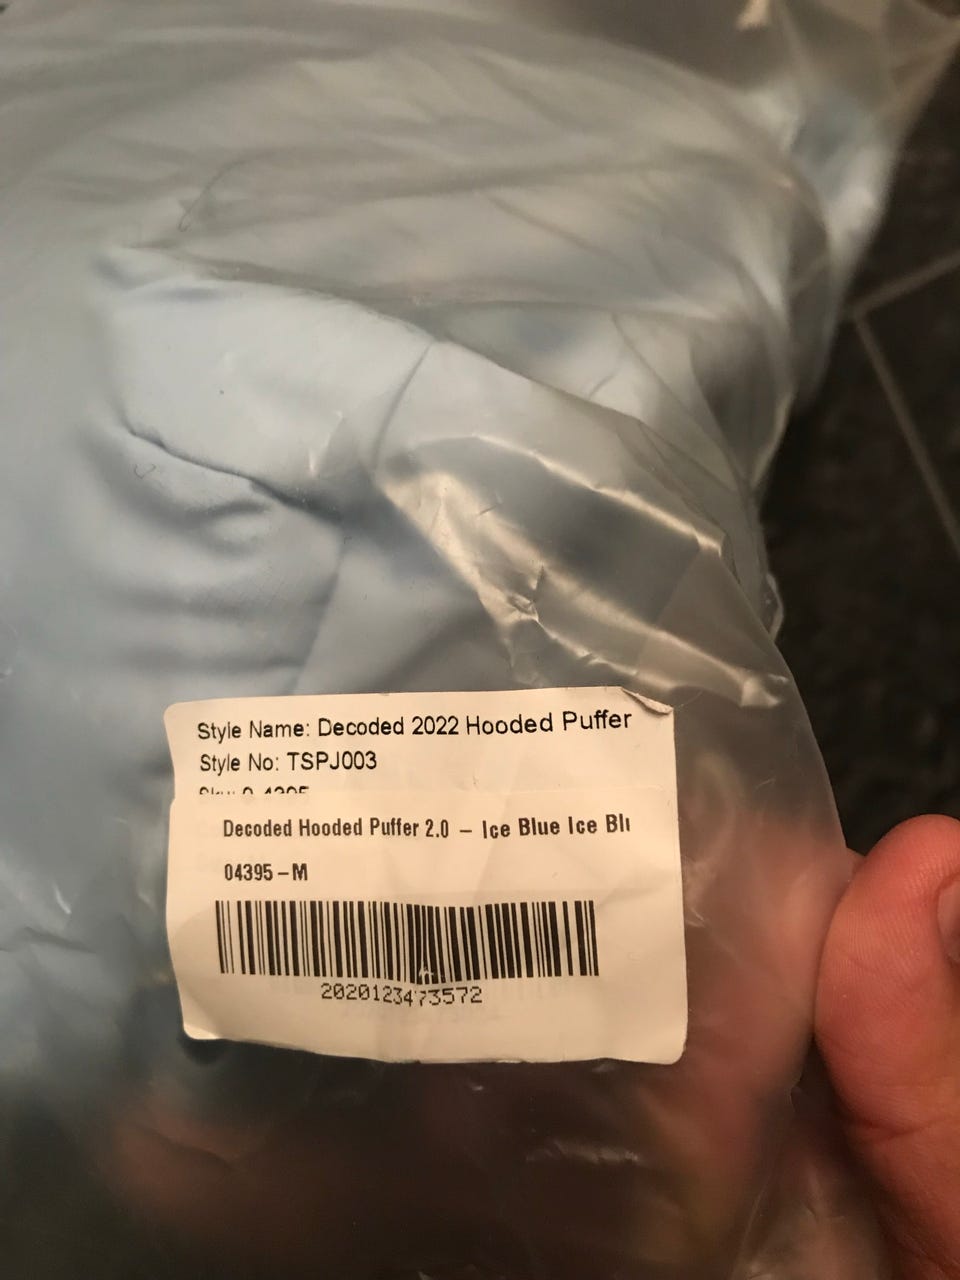 Style Name: Decoded 2022 Hooded Puffer
Style No: TSPJ003
Decoded Hooded Puffer 2.0 – Ice Blue Ice Blu
04395-M
2020123473572